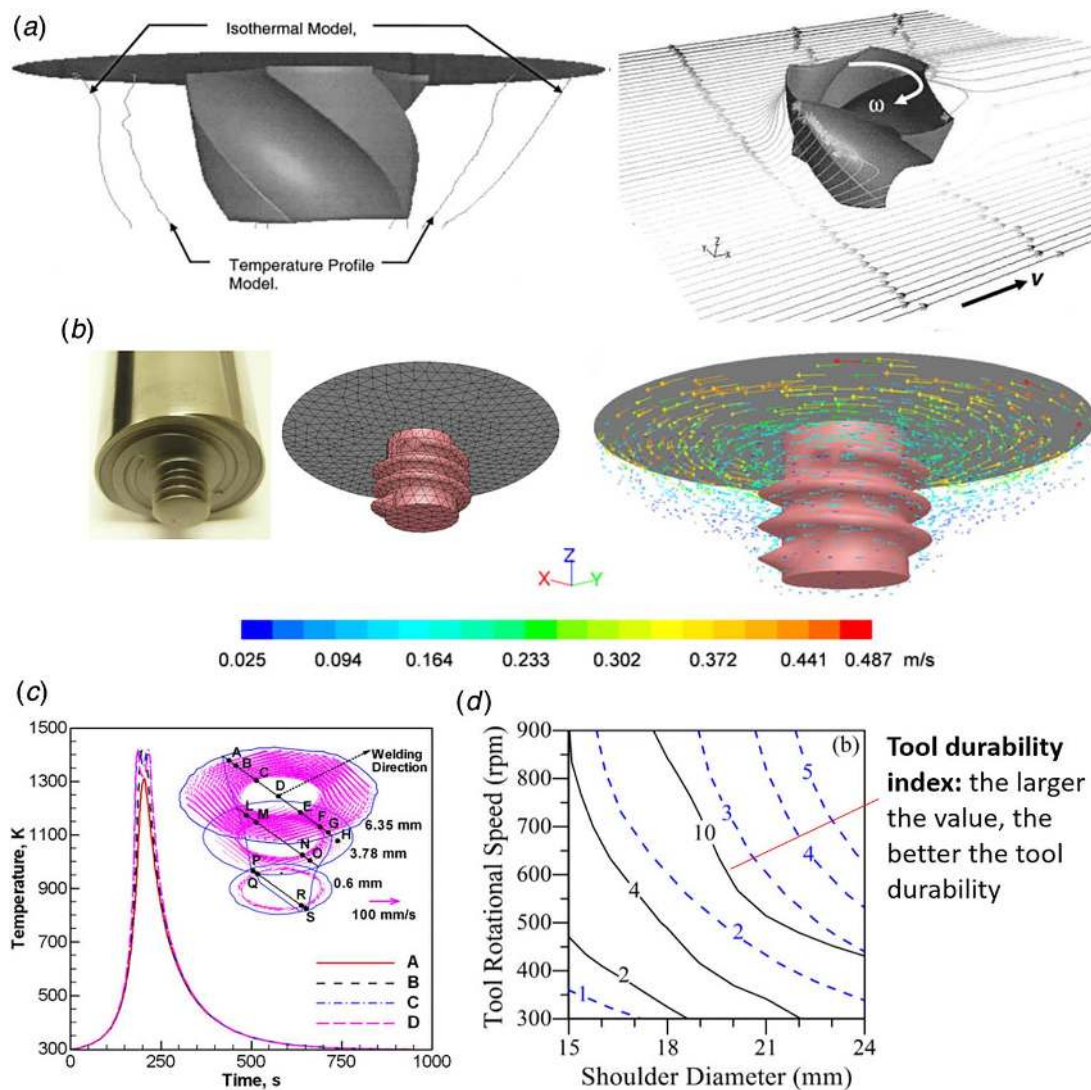 (a)
Isothermal Model,
Temperature Profile
Model.
ω
Y Z X
v
(b)
X Z Y
0.025 0.094 0.164 0.233 0.302 0.372 0.441 0.487 m/s
(c)
Temperature, K
1500
1300
1100
900
700
500
300
0 250 500 750 1000
Time, s
A
B
C
D
E
F
G
H
L
M
N
O
P
Q
R
S
Welding
Direction
6.35 mm
3.78 mm
0.6 mm
100 mm/s
A
B
C
D
(d)
(b)
Tool Rotational Speed (rpm)
900
800
700
600
500
400
300
15 18 21 24
Shoulder Diameter (mm)
10
4
2
1
2
3
4
5
Tool durability
index: the larger
the value, the
better the tool
durability